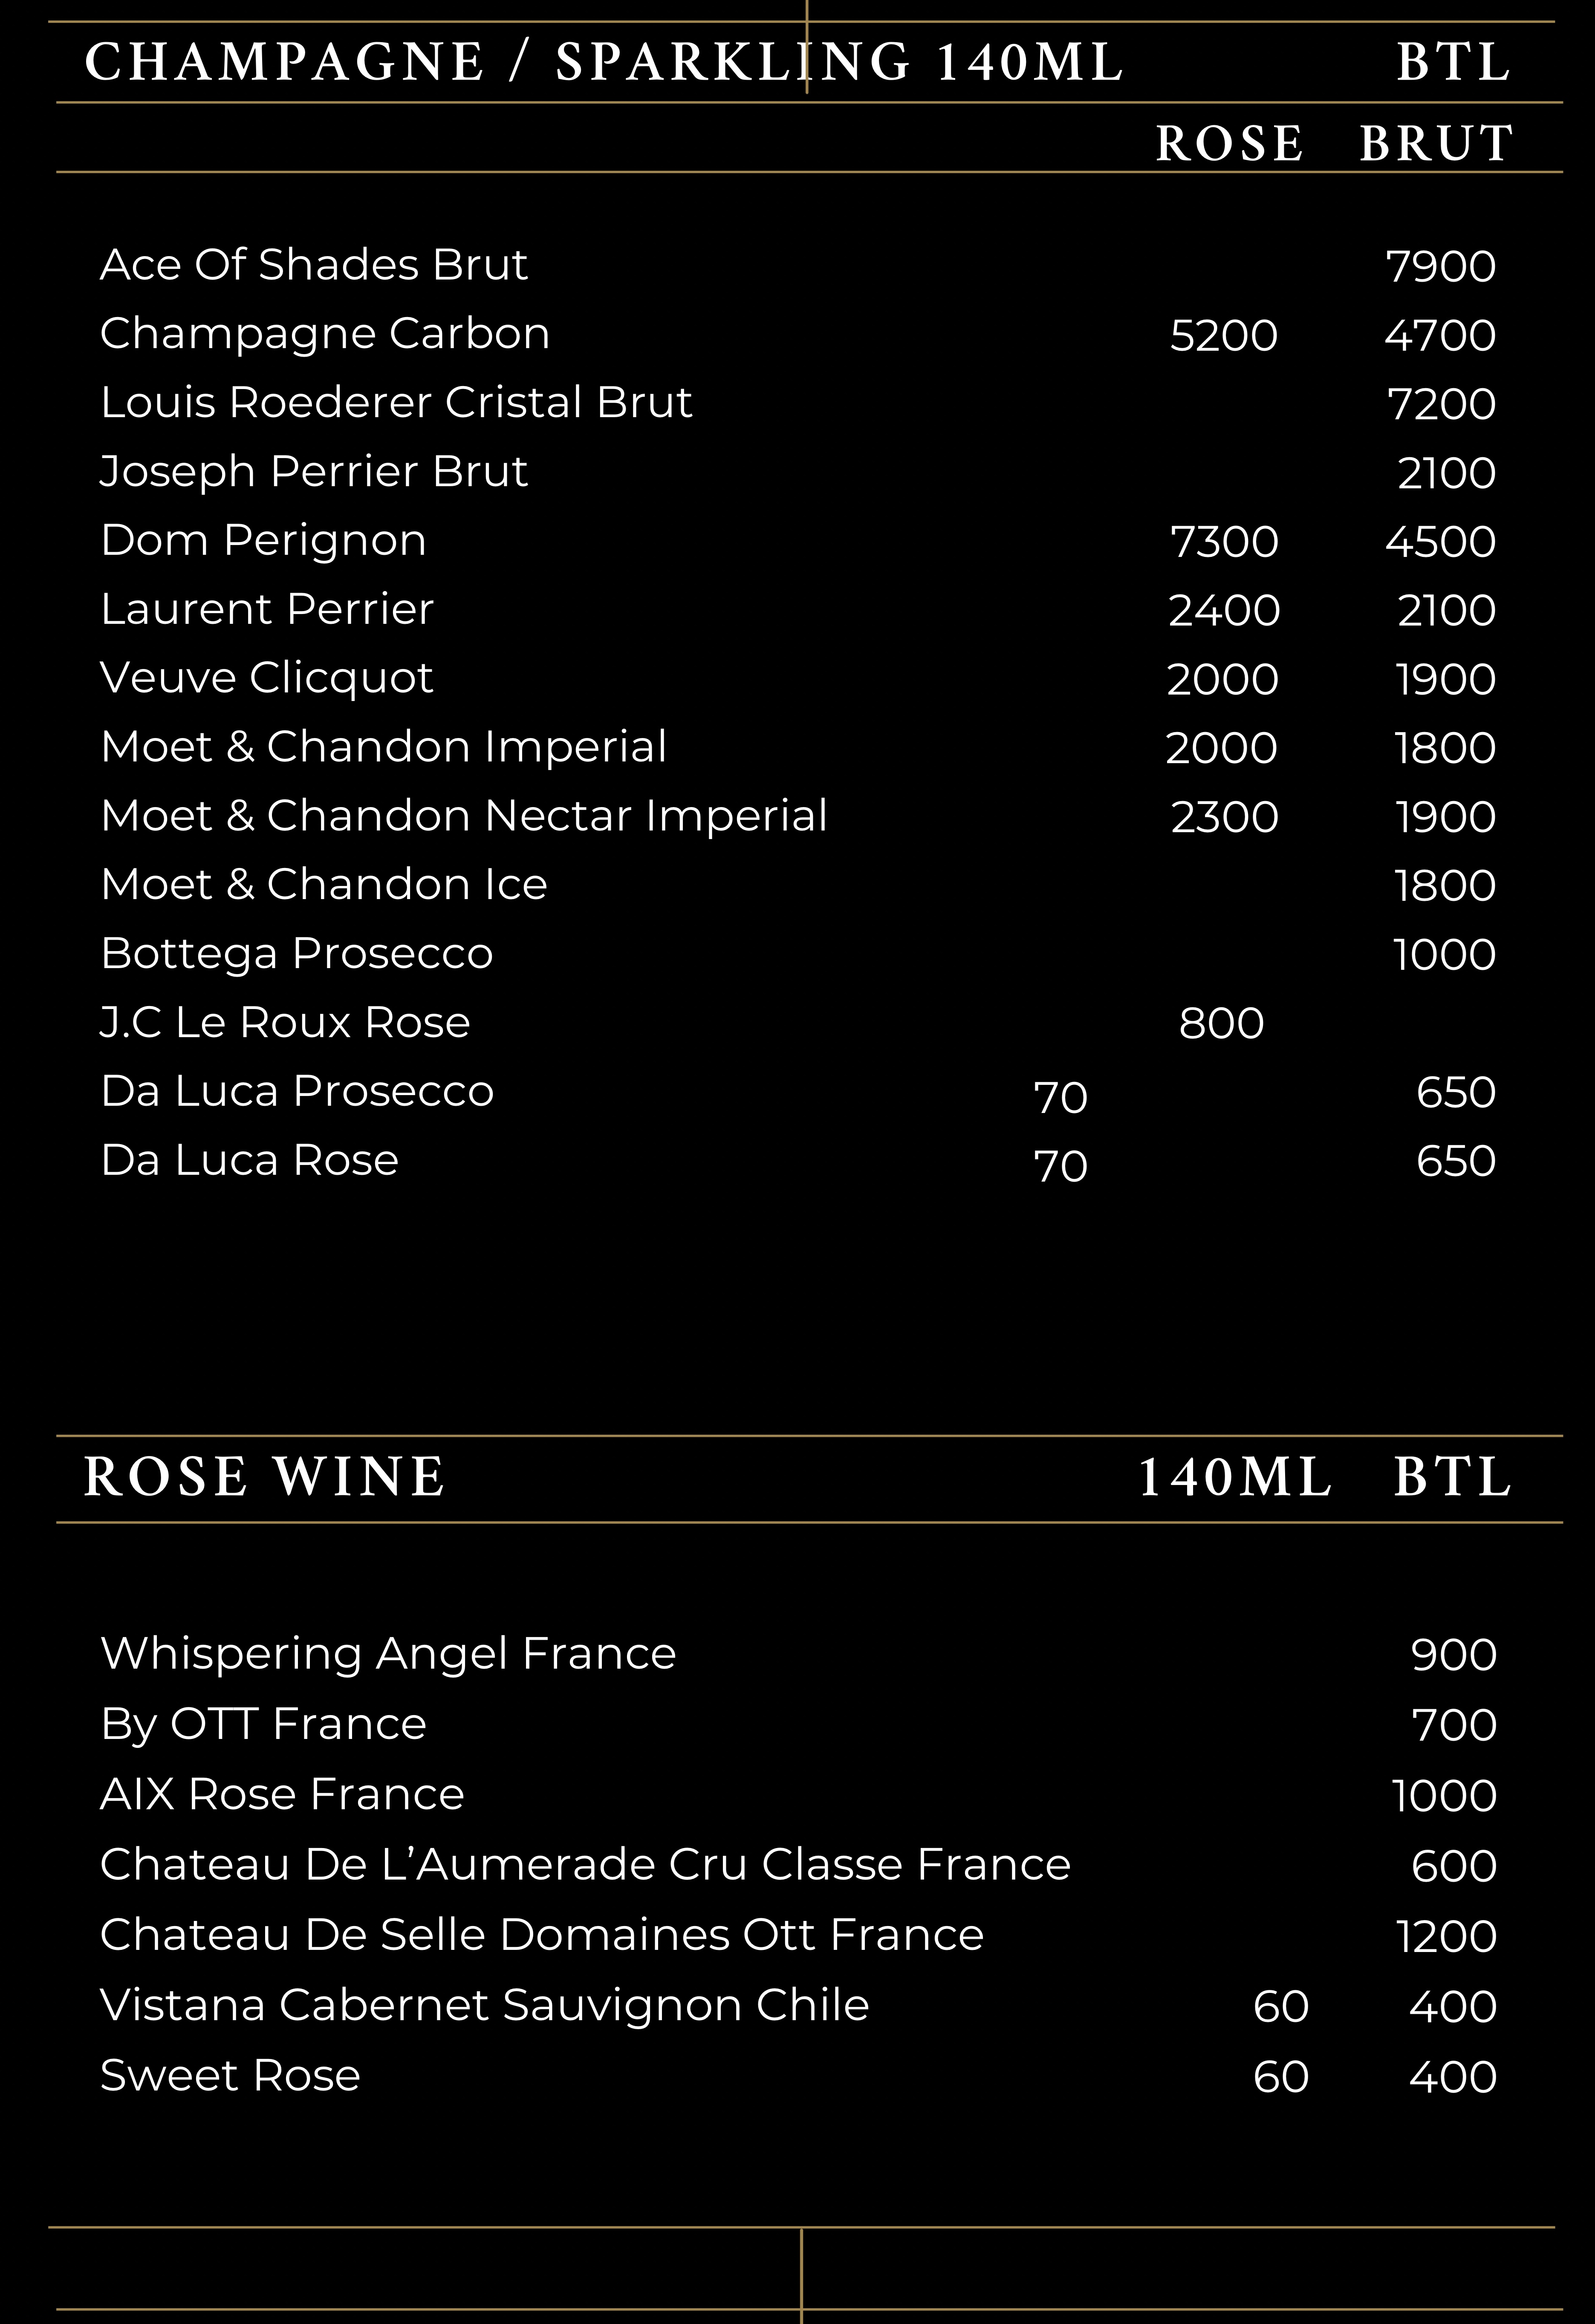 CHAMPAGNE / SPARKLING 140ML BTL
ROSE BRUT
Ace Of Shades Brut 7900
Champagne Carbon 5200 4700
Louis Roederer Cristal Brut 7200
Joseph Perrier Brut 2100
Dom Perignon 7300 4500
Laurent Perrier 2400 2100
Veuve Clicquot 2000 1900
Moet & Chandon Imperial 2000 1800
Moet & Chandon Nectar Imperial 2300 1900
Moet & Chandon Ice 1800
Bottega Prosecco 1000
J.C Le Roux Rose 800
Da Luca Prosecco 70 650
Da Luca Rose 70 650
ROSE WINE 140ML BTL
Whispering Angel France 900
By OTT France 700
AIX Rose France 1000
Chateau De L’Aumerade Cru Classe France 600
Chateau De Selle Domaines Ott France 1200
Vistana Cabernet Sauvignon Chile 60 400
Sweet Rose 60 400